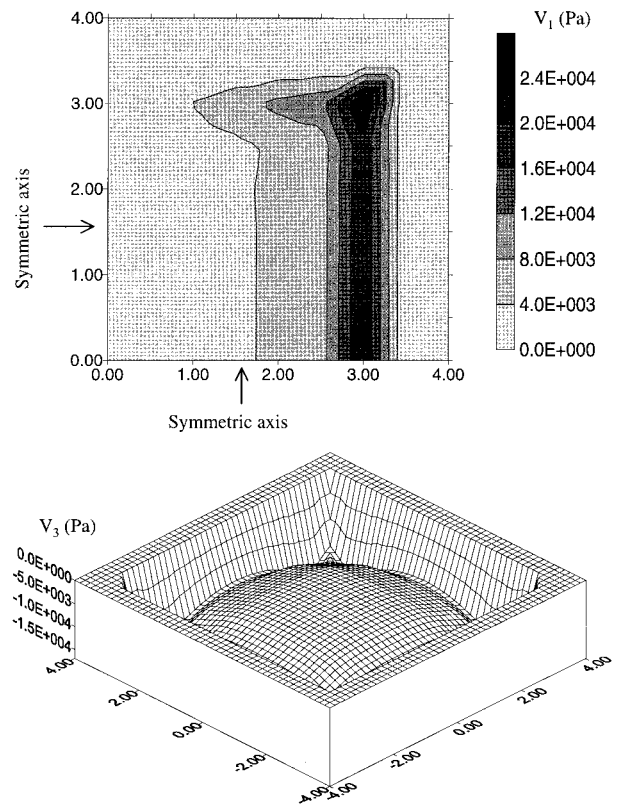 V1 (Pa)
4.00
3.00
2.00
1.00
0.00
0.00 1.00 2.00 3.00 4.00
Symmetric axis
Symmetric axis
2.4E+004
2.0E+004
1.6E+004
1.2E+004
8.0E+003
4.0E+003
0.0E+000
V3 (Pa)
0.0E+000
-5.0E+003
-1.0E+004
-1.5E+004
4.00
2.00
0.00
-2.00
-4.00
-4.00
-2.00
0.00
2.00
4.00